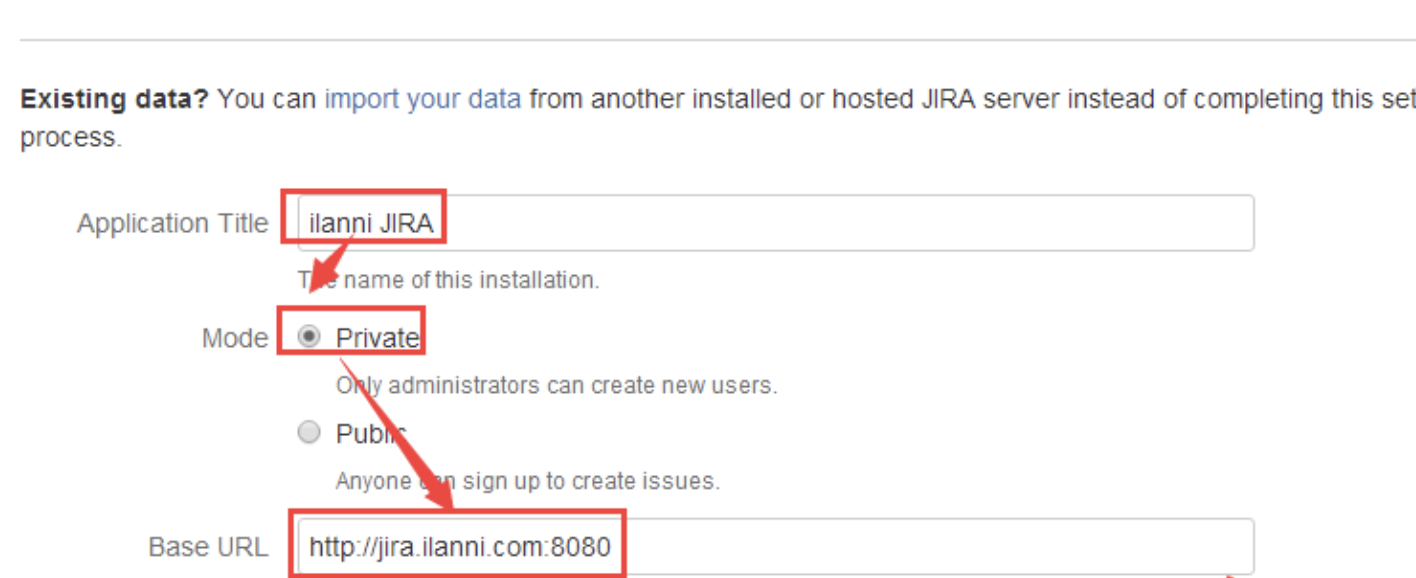 Existing data? You can import your data from another installed or hosted JIRA server instead of completing this set
process.
Application Title ilanni JIRA
The name of this installation.
Mode Private
Only administrators can create new users.
Public
Anyone can sign up to create issues.
Base URL http://jira.ilanni.com:8080